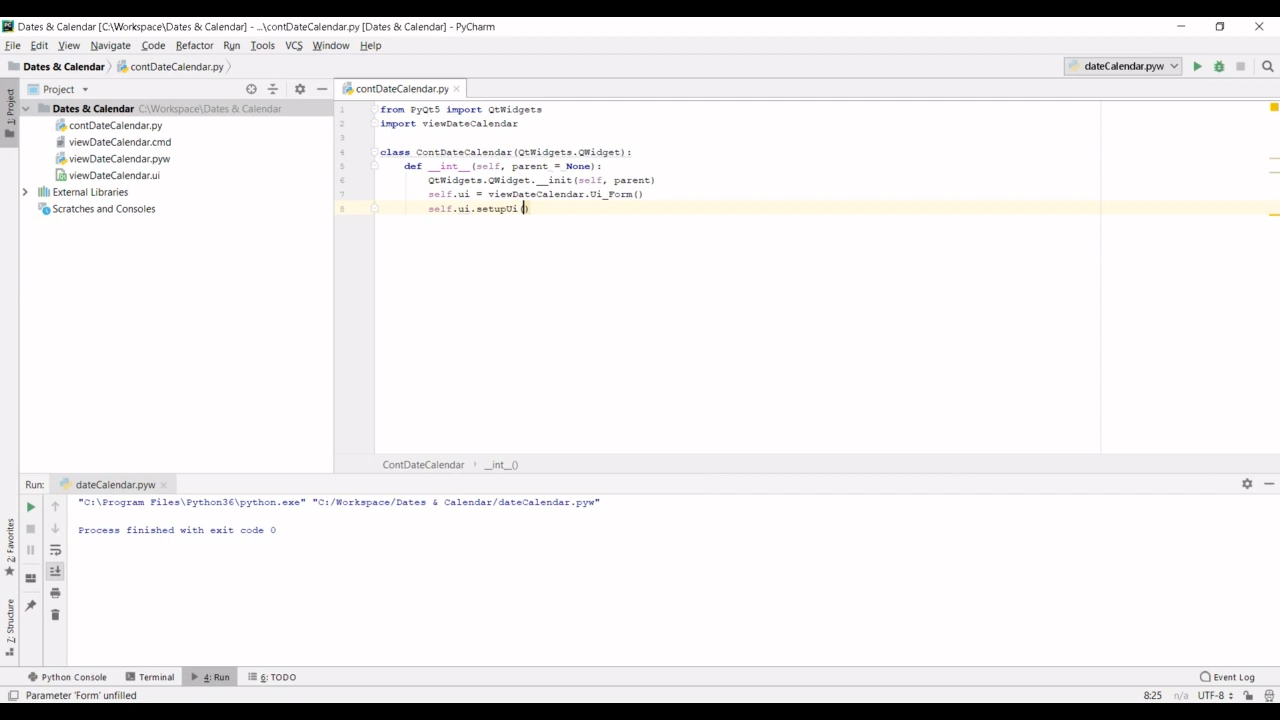 Dates & Calendar [C:\Workspace\Dates & Calendar] - ...\contDateCalendar.py [Dates & Calendar] - PyCharm
File Edit View Navigate Code Refactor Run Tools VCS Window Help
Dates & Calendar contDateCalendar.py dateCalendar.pyw
1: Project
Project contDateCalendar.py
Dates & Calendar C:\Workspace\Dates & Calendar
contDateCalendar.py
viewDateCalendar.cmd
viewDateCalendar.pyw
viewDateCalendar.ui
External Libraries
Scratches and Consoles
1 from PyQt5 import QtWidgets
2 import viewDateCalendar
3
4 class ContDateCalendar(QtWidgets.QWidget):
5 def __int__(self, parent = None):
6 QtWidgets.QWidget.__init(self, parent)
7 self.ui = viewDateCalendar.Ui_Form()
8 self.ui.setupUi()
ContDateCalendar __int__()
Run: dateCalendar.pyw
"C:\Program Files\Python36\python.exe" "C:/Workspace/Dates & Calendar/dateCalendar.pyw"
Process finished with exit code 0
2: Favorites
7: Structure
Python Console Terminal 4: Run 6: TODO Event Log
Parameter 'Form' unfilled 8:25 n/a UTF-8